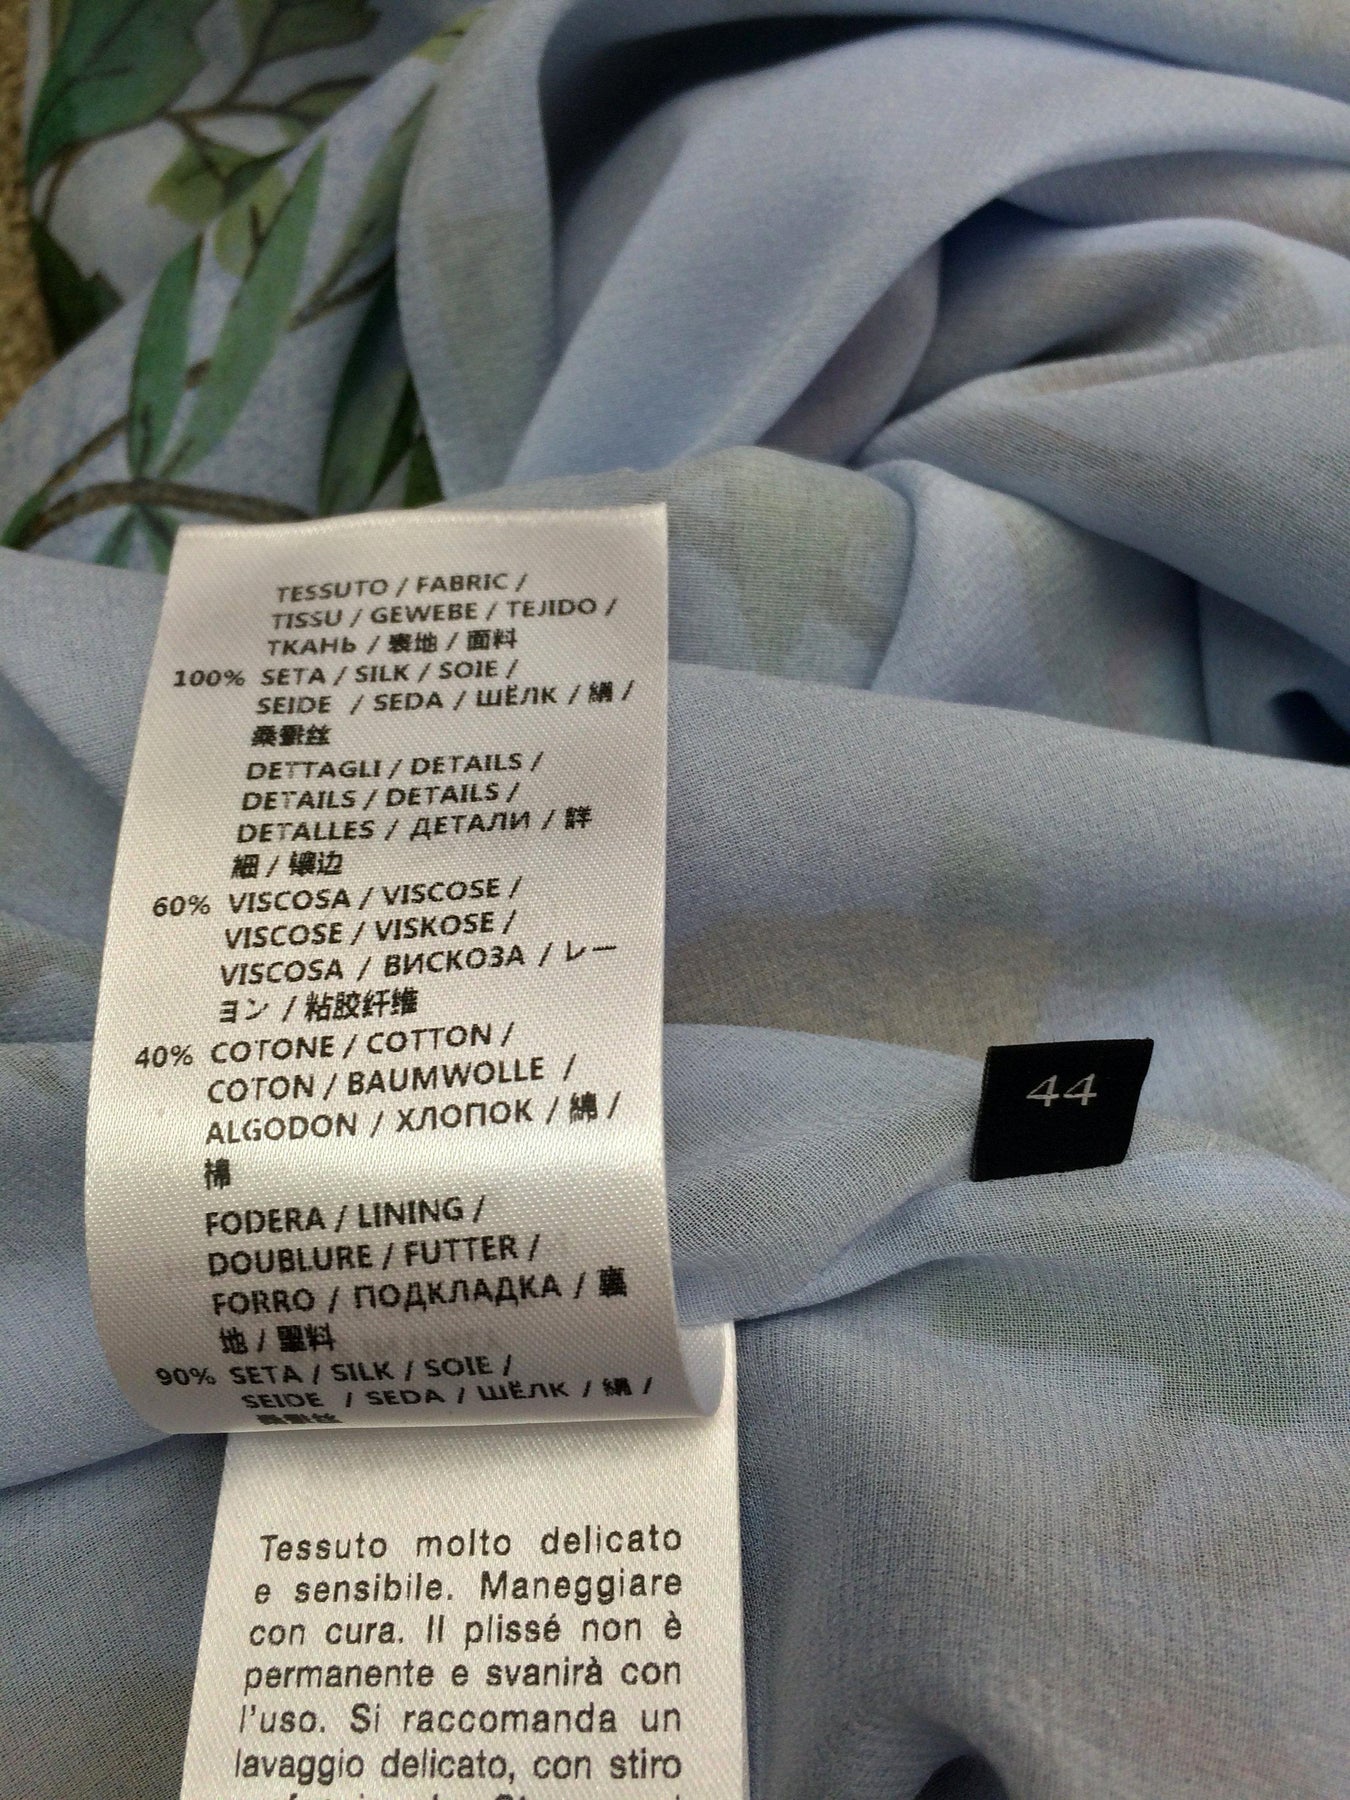 TESSUTO / FABRIC /
TISSU / GEWEBE / TEJIDO /
ТКАНЬ / 表地 / 面料
100% SETA / SILK / SOIE /
SEIDE / SEDA / ШЁЛК / 絹 /
桑蚕丝
DETTAGLI / DETAILS /
DETAILS / DETAILS /
DETALLES / ДЕТАЛИ / 詳
細 / 镶边
60% VISCOSA / VISCOSE /
VISCOSE / VISKOSE /
VISCOSA / ВИСКОЗА / レー
ヨン / 粘胶纤维
40% COTONE / COTTON /
COTON / BAUMWOLLE /
ALGODON / ХЛОПОК / 綿 /
棉
FODERA / LINING /
DOUBLURE / FUTTER /
FORRO / ПОДКЛАДКА / 裏
地 / 里料
90% SETA / SILK / SOIE /
SEIDE / SEDA / ШЁЛК / 絹 /
44
Tessuto molto delicato
e sensibile. Maneggiare
con cura. Il plissé non è
permanente e svanirà con
l'uso. Si raccomanda un
lavaggio delicato, con stiro